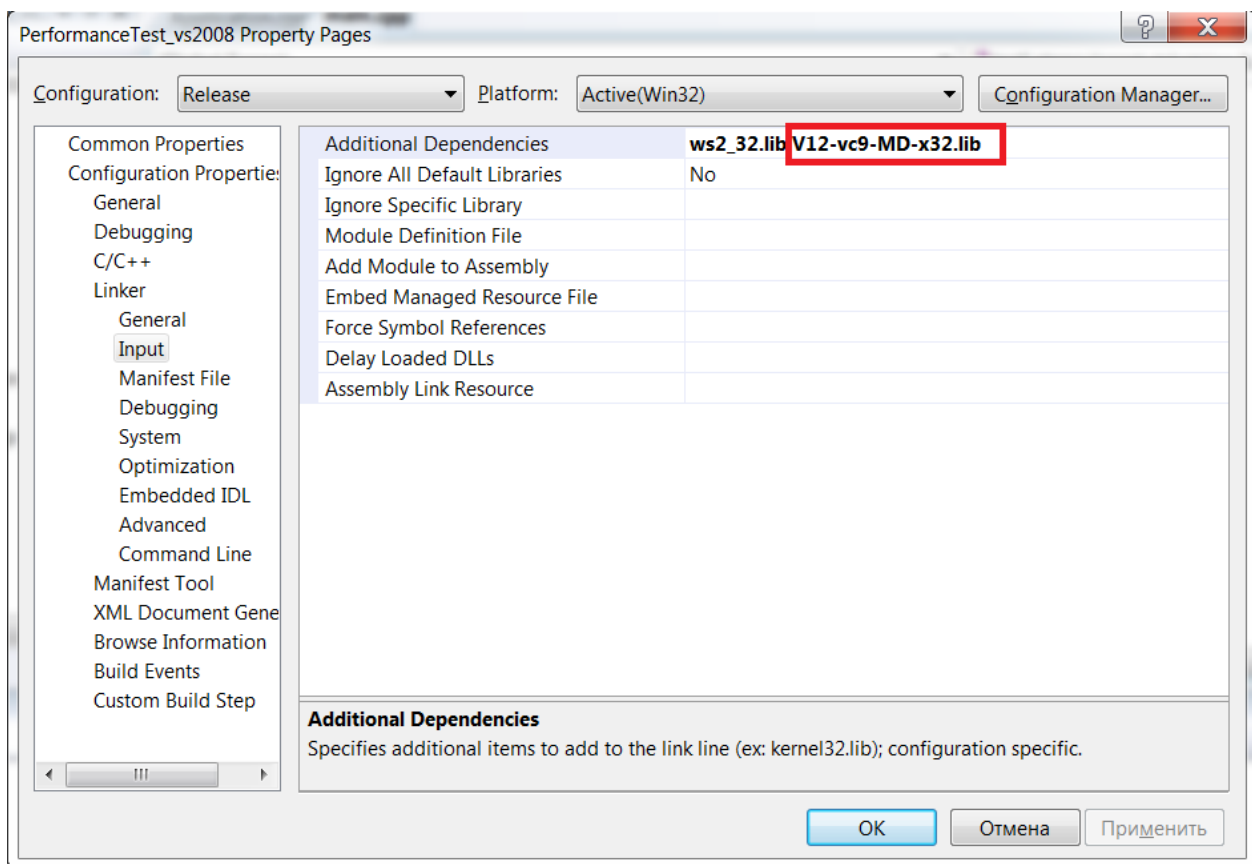 PerformanceTest_vs2008 Property Pages
Configuration: Release Platform: Active(Win32) Configuration Manager...
Common Properties
Configuration Properties
General
Debugging
C/C++
Linker
General
Input
Manifest File
Debugging
System
Optimization
Embedded IDL
Advanced
Command Line
Manifest Tool
XML Document Gene
Browse Information
Build Events
Custom Build Step
Additional Dependencies ws2_32.lib V12-vc9-MD-x32.lib
Ignore All Default Libraries No
Ignore Specific Library
Module Definition File
Add Module to Assembly
Embed Managed Resource File
Force Symbol References
Delay Loaded DLLs
Assembly Link Resource
Additional Dependencies
Specifies additional items to add to the link line (ex: kernel32.lib); configuration specific.
OK Отмена Применить